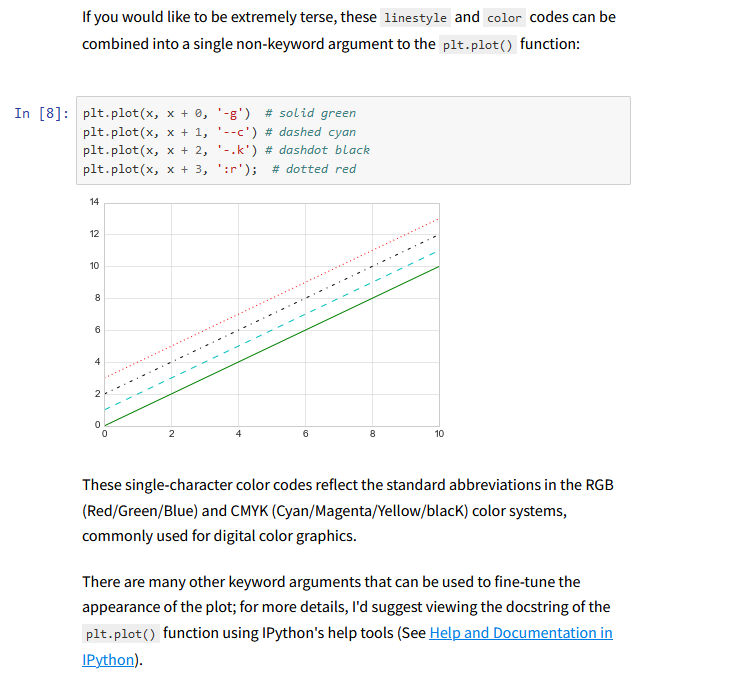 If you would like to be extremely terse, these linestyle and color codes can be
combined into a single non-keyword argument to the plt.plot() function:
In [8]: plt.plot(x, x + 0, '-g')  # solid green
plt.plot(x, x + 1, '--c') # dashed cyan
plt.plot(x, x + 2, '-.k') # dashdot black
plt.plot(x, x + 3, ':r');  # dotted red
14
12
10
8
6
4
2
0
0 2 4 6 8 10
These single-character color codes reflect the standard abbreviations in the RGB
(Red/Green/Blue) and CMYK (Cyan/Magenta/Yellow/blacK) color systems,
commonly used for digital color graphics.
There are many other keyword arguments that can be used to fine-tune the
appearance of the plot; for more details, I'd suggest viewing the docstring of the
plt.plot() function using IPython's help tools (See Help and Documentation in
IPython).